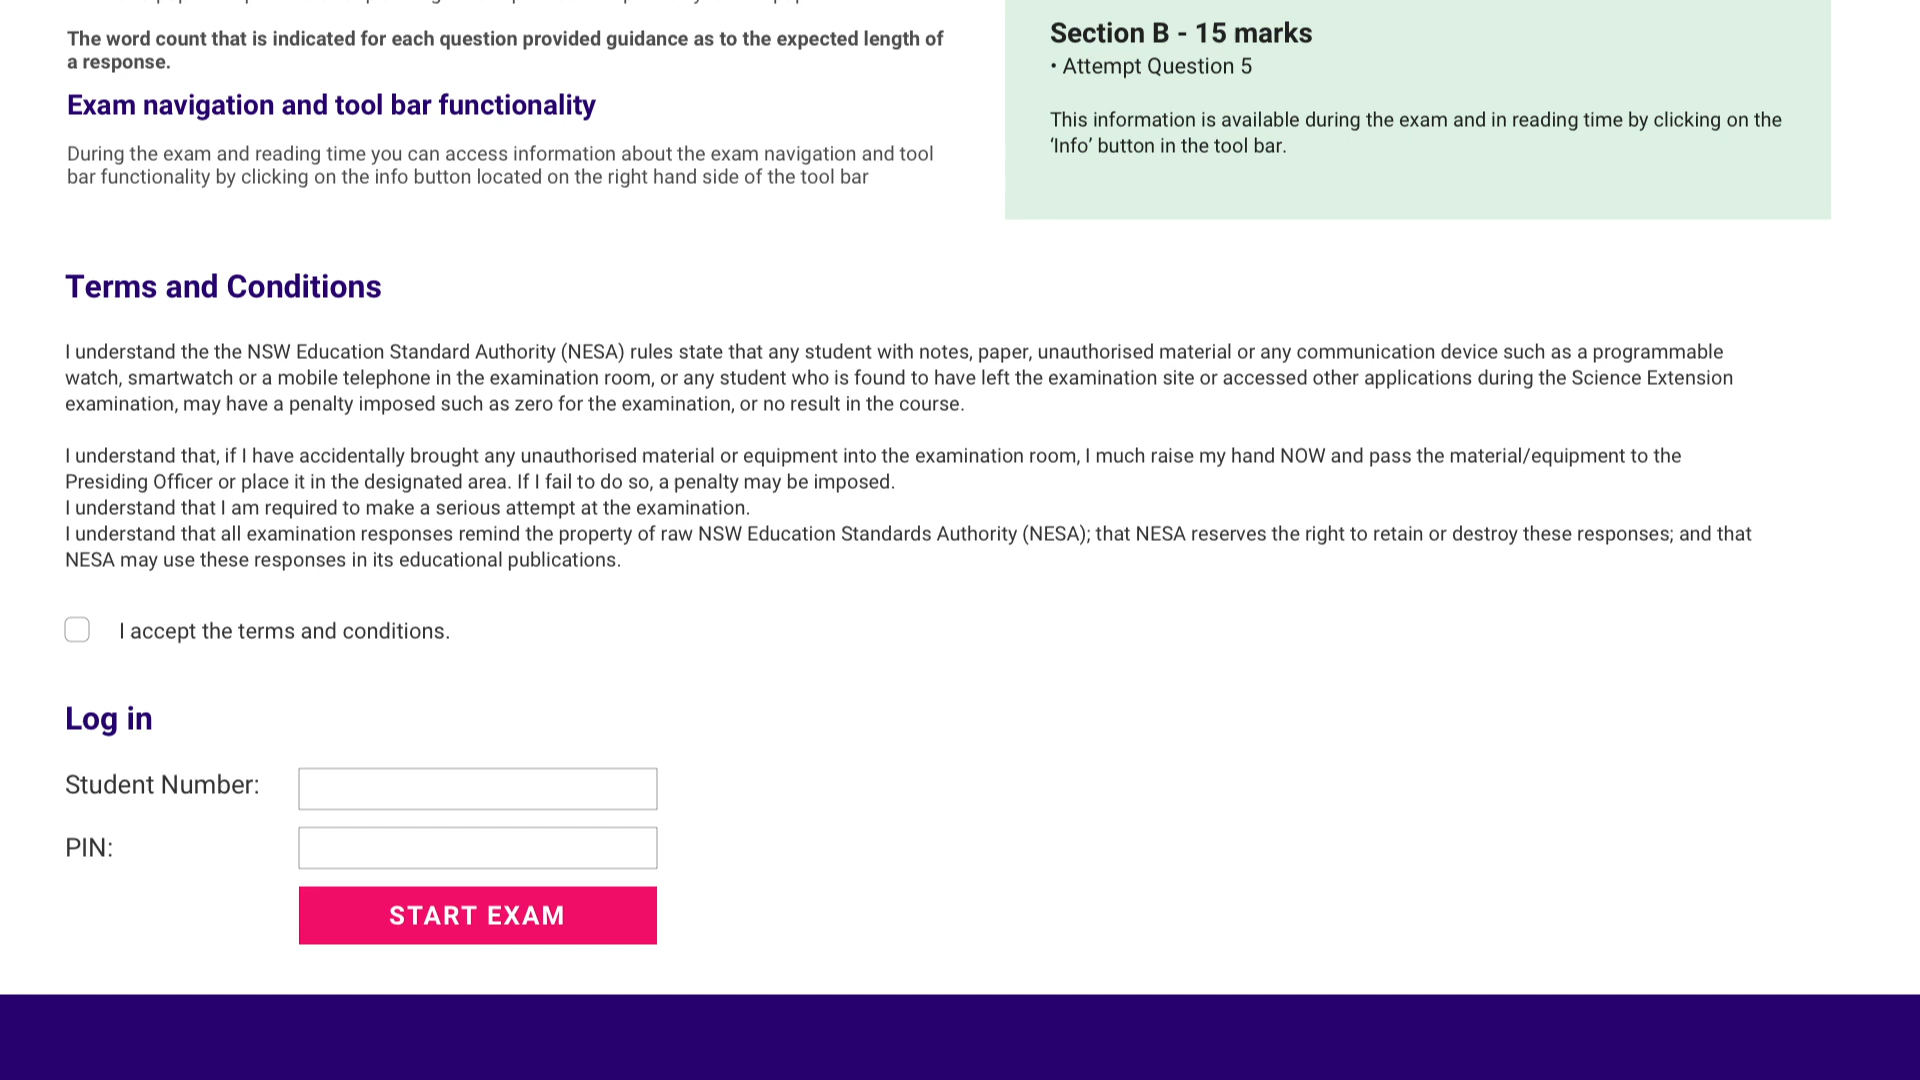 The word count that is indicated for each question provided guidance as to the expected length of
a response.
Exam navigation and tool bar functionality
During the exam and reading time you can access information about the exam navigation and tool
bar functionality by clicking on the info button located on the right hand side of the tool bar
Section B - 15 marks
• Attempt Question 5
This information is available during the exam and in reading time by clicking on the
‘Info’ button in the tool bar.
Terms and Conditions
I understand the the NSW Education Standard Authority (NESA) rules state that any student with notes, paper, unauthorised material or any communication device such as a programmable
watch, smartwatch or a mobile telephone in the examination room, or any student who is found to have left the examination site or accessed other applications during the Science Extension
examination, may have a penalty imposed such as zero for the examination, or no result in the course.
I understand that, if I have accidentally brought any unauthorised material or equipment into the examination room, I much raise my hand NOW and pass the material/equipment to the
Presiding Officer or place it in the designated area. If I fail to do so, a penalty may be imposed.
I understand that I am required to make a serious attempt at the examination.
I understand that all examination responses remind the property of raw NSW Education Standards Authority (NESA); that NESA reserves the right to retain or destroy these responses; and that
NESA may use these responses in its educational publications.
I accept the terms and conditions.
Log in
Student Number:
PIN:
START EXAM